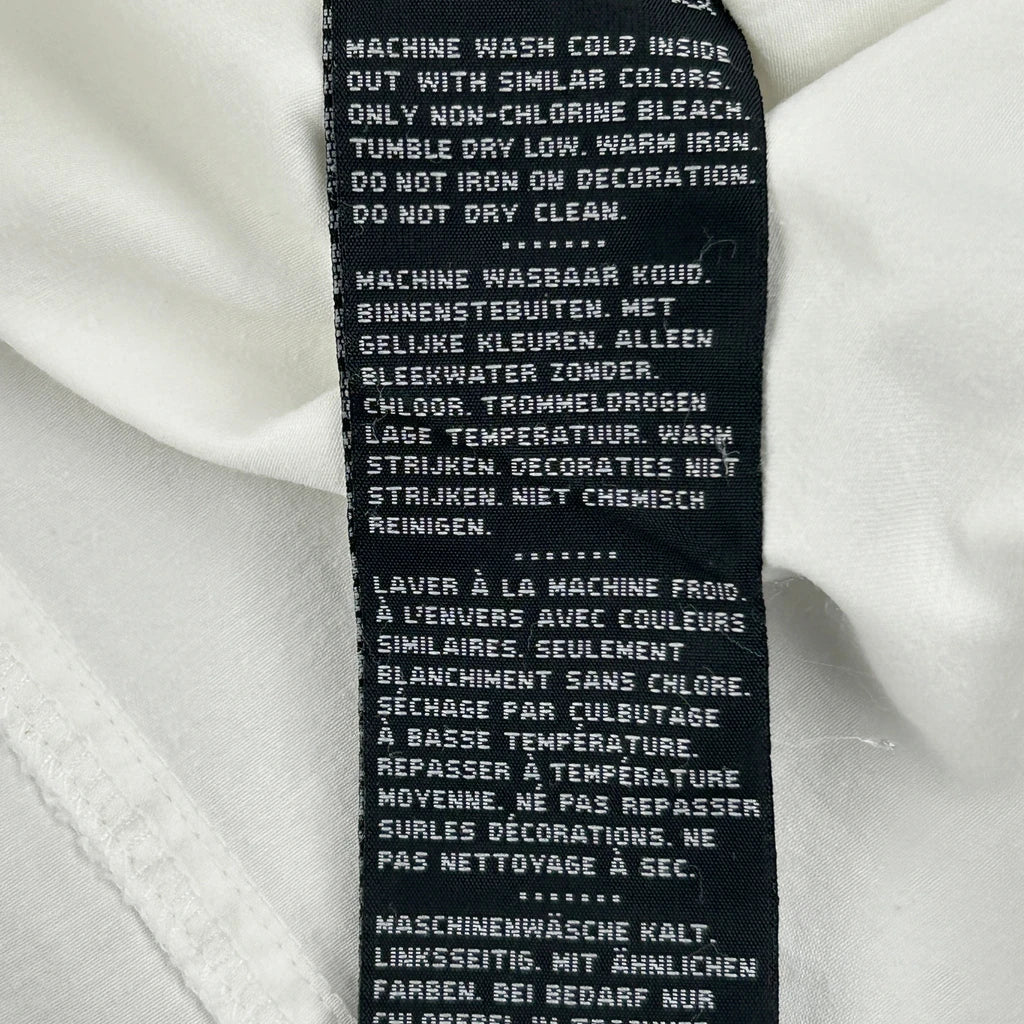 MACHINE WASH COLD INSIDE
OUT WITH SIMILAR COLORS.
ONLY NON-CHLORINE BLEACH.
TUMBLE DRY LOW. WARM IRON.
DO NOT IRON ON DECORATION.
DO NOT DRY CLEAN.
-------
MACHINE WASBAAR KOUD.
BINNENSTEBUITEN. MET
GELIJKE KLEUREN. ALLEEN
BLEEKWATER ZONDER.
CHLOOR. TROMMELDROGEN
LAGE TEMPERATUUR. WARM
STRIJKEN. DECORATIES NIET
STRIJKEN. NIET CHEMISCH
REINIGEN.
-------
LAVER À LA MACHINE FROID.
À L'ENVERS AVEC COULEURS
SIMILAIRES. SEULEMENT
BLANCHIMENT SANS CHLORE.
SÉCHAGE PAR CULBUTAGE
À BASSE TEMPÉRATURE.
REPASSER À TEMPÉRATURE
MOYENNE. NE PAS REPASSER
SURLES DÉCORATIONS. NE
PAS NETTOYAGE À SEC.
-------
MASCHINENWÄSCHE KALT.
LINKSSEITIG. MIT ÄHNLICHEN
FARBEN. BEI BEDARF NUR